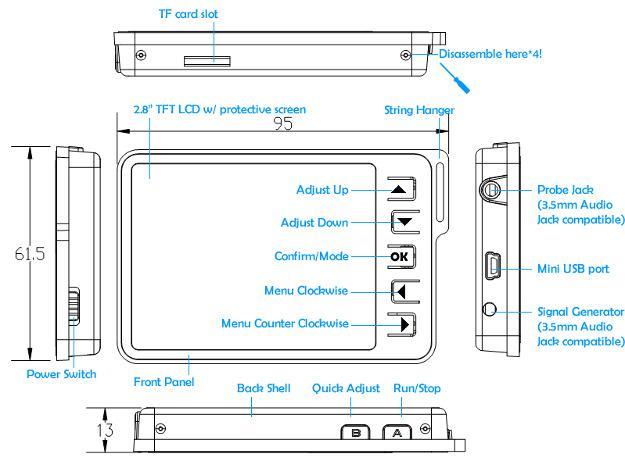 TF card slot
Disassemble here*4!
2.8" TFT LCD w/ protective screen
String Hanger
95
Adjust Up
Probe Jack
(3.5mm Audio
Jack compatible)
Adjust Down
61.5
Confirm/Mode
OK
Mini USB port
Menu Clockwise
Signal Generator
(3.5mm Audio
Jack compatible)
Menu Counter Clockwise
Power Switch
Front Panel
Back Shell
Quick Adjust
Run/Stop
13
B
A